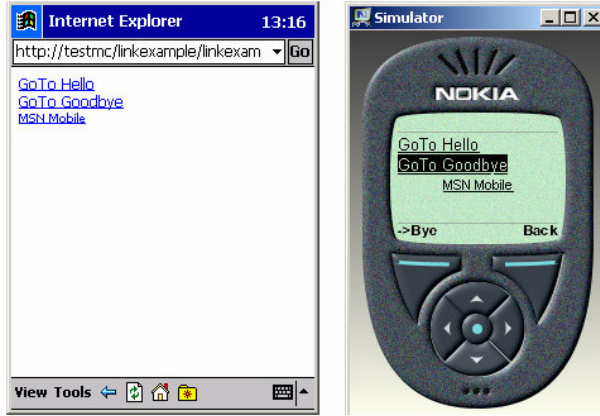 Internet Explorer 13:16
http://testmc/linkexample/linkexam Go
GoTo Hello
GoTo Goodbye
MSN Mobile
View Tools
Simulator
NOKIA
GoTo Hello
GoTo Goodbye
MSN Mobile
->Bye Back